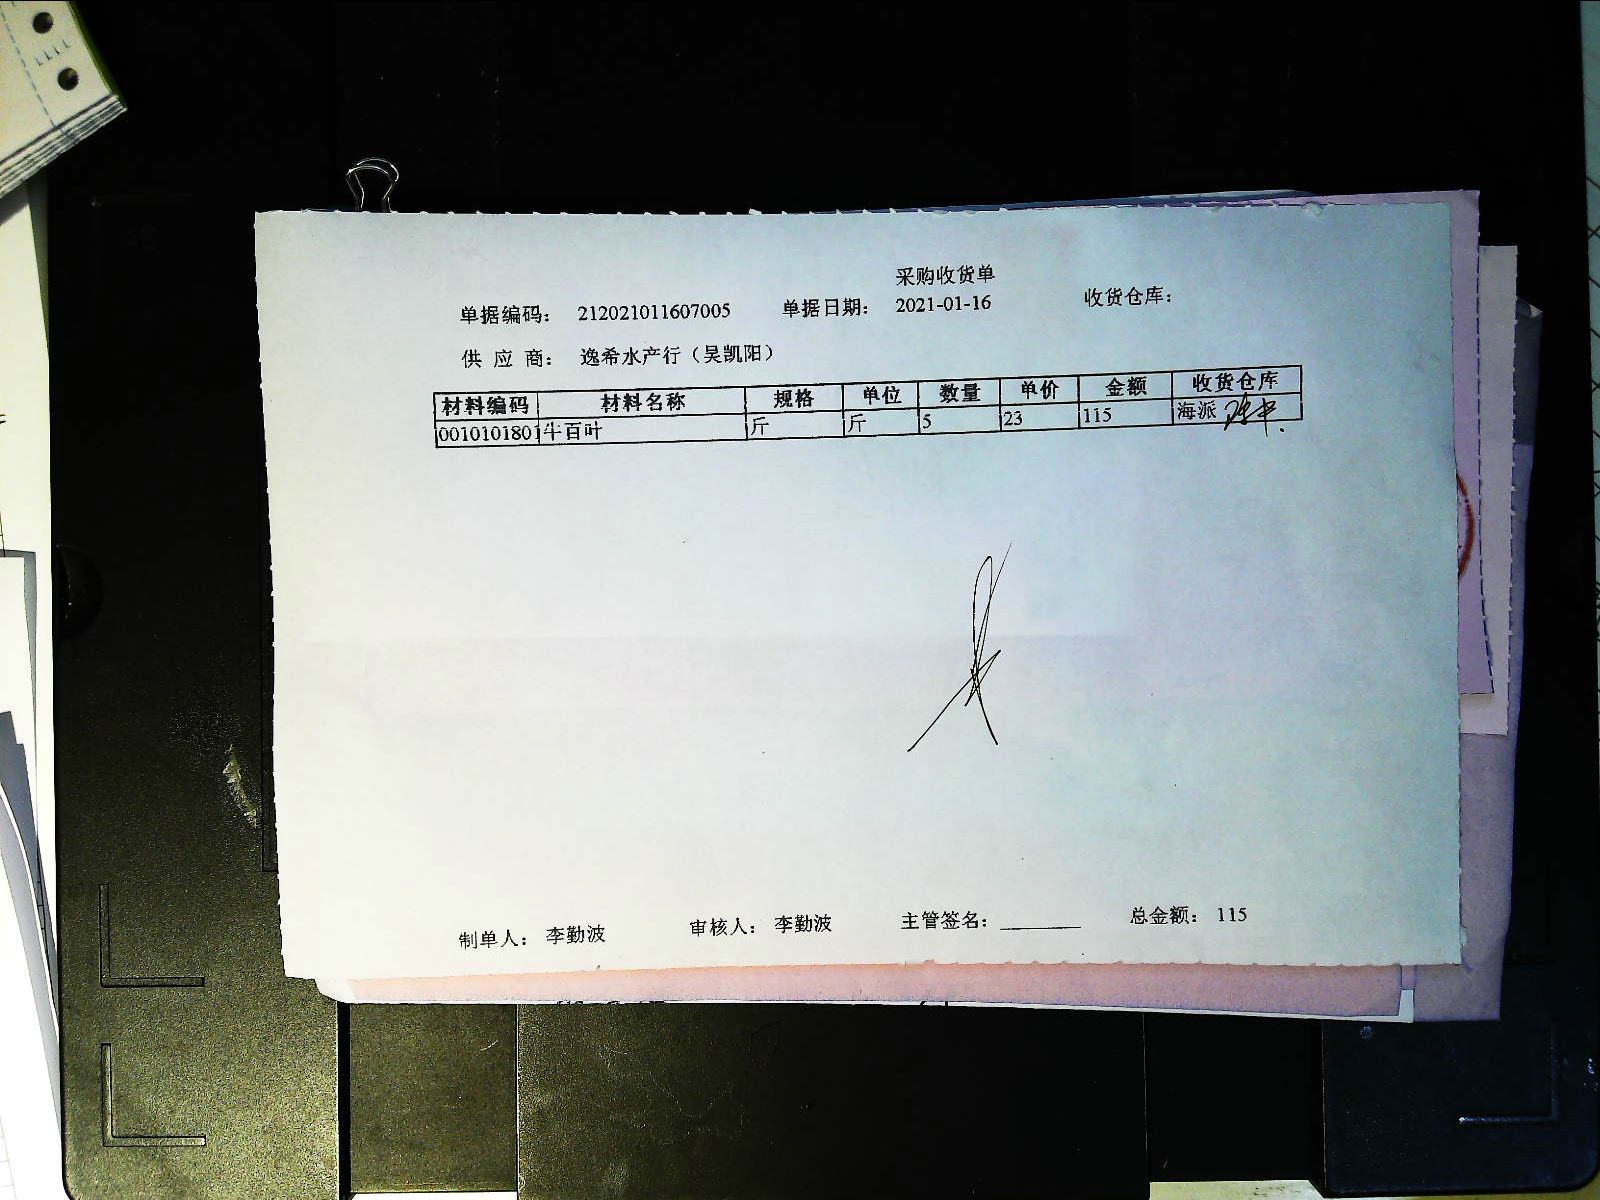 采购收货单
单据编码: 212021011607005 单据日期: 2021-01-16 收货仓库:
供 应 商: 逸希水产行（吴凯阳）
材料编码 材料名称 规格 单位 数量 单价 金额 收货仓库
0010101801 牛百叶 斤 斤 5 23 115 海派
制单人: 李勤波 审核人: 李勤波 主管签名: ________ 总金额: 115